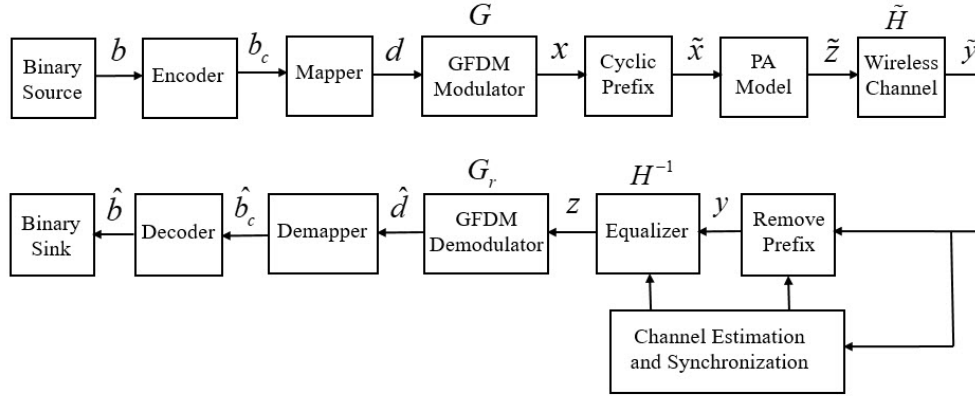 G
H̃
b
b_c
d
x
x̃
z̃
ỹ
Binary
Source
Encoder
Mapper
GFDM
Modulator
Cyclic
Prefix
PA
Model
Wireless
Channel
G_r
H^{-1}
b̂
b̂_c
d̂
z
y
Binary
Sink
Decoder
Demapper
GFDM
Demodulator
Equalizer
Remove
Prefix
Channel Estimation
and Synchronization